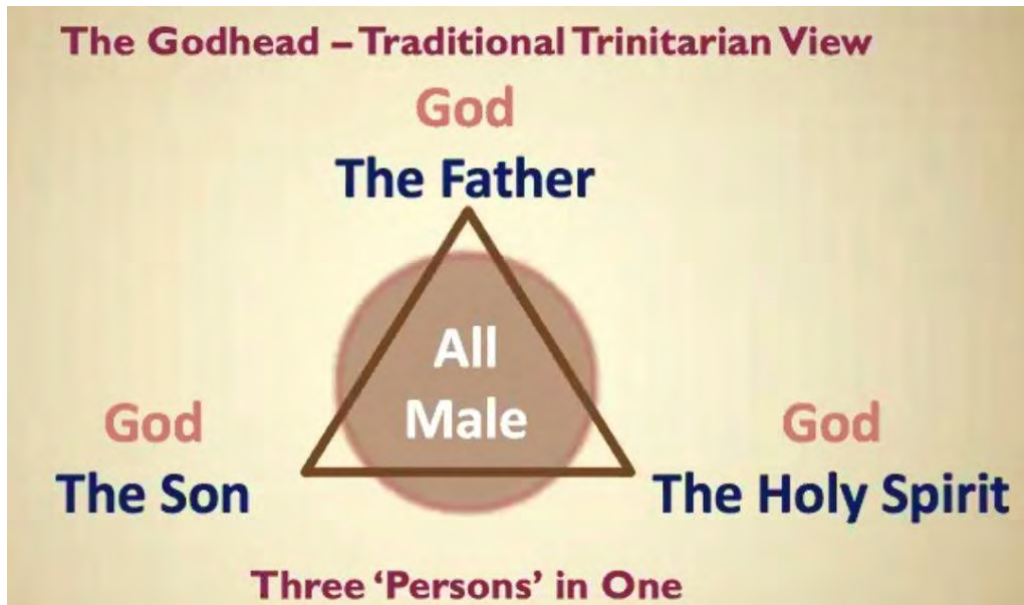 The Godhead – Traditional Trinitarian View
God
The Father
All
Male
God
The Son
God
The Holy Spirit
Three ‘Persons’ in One